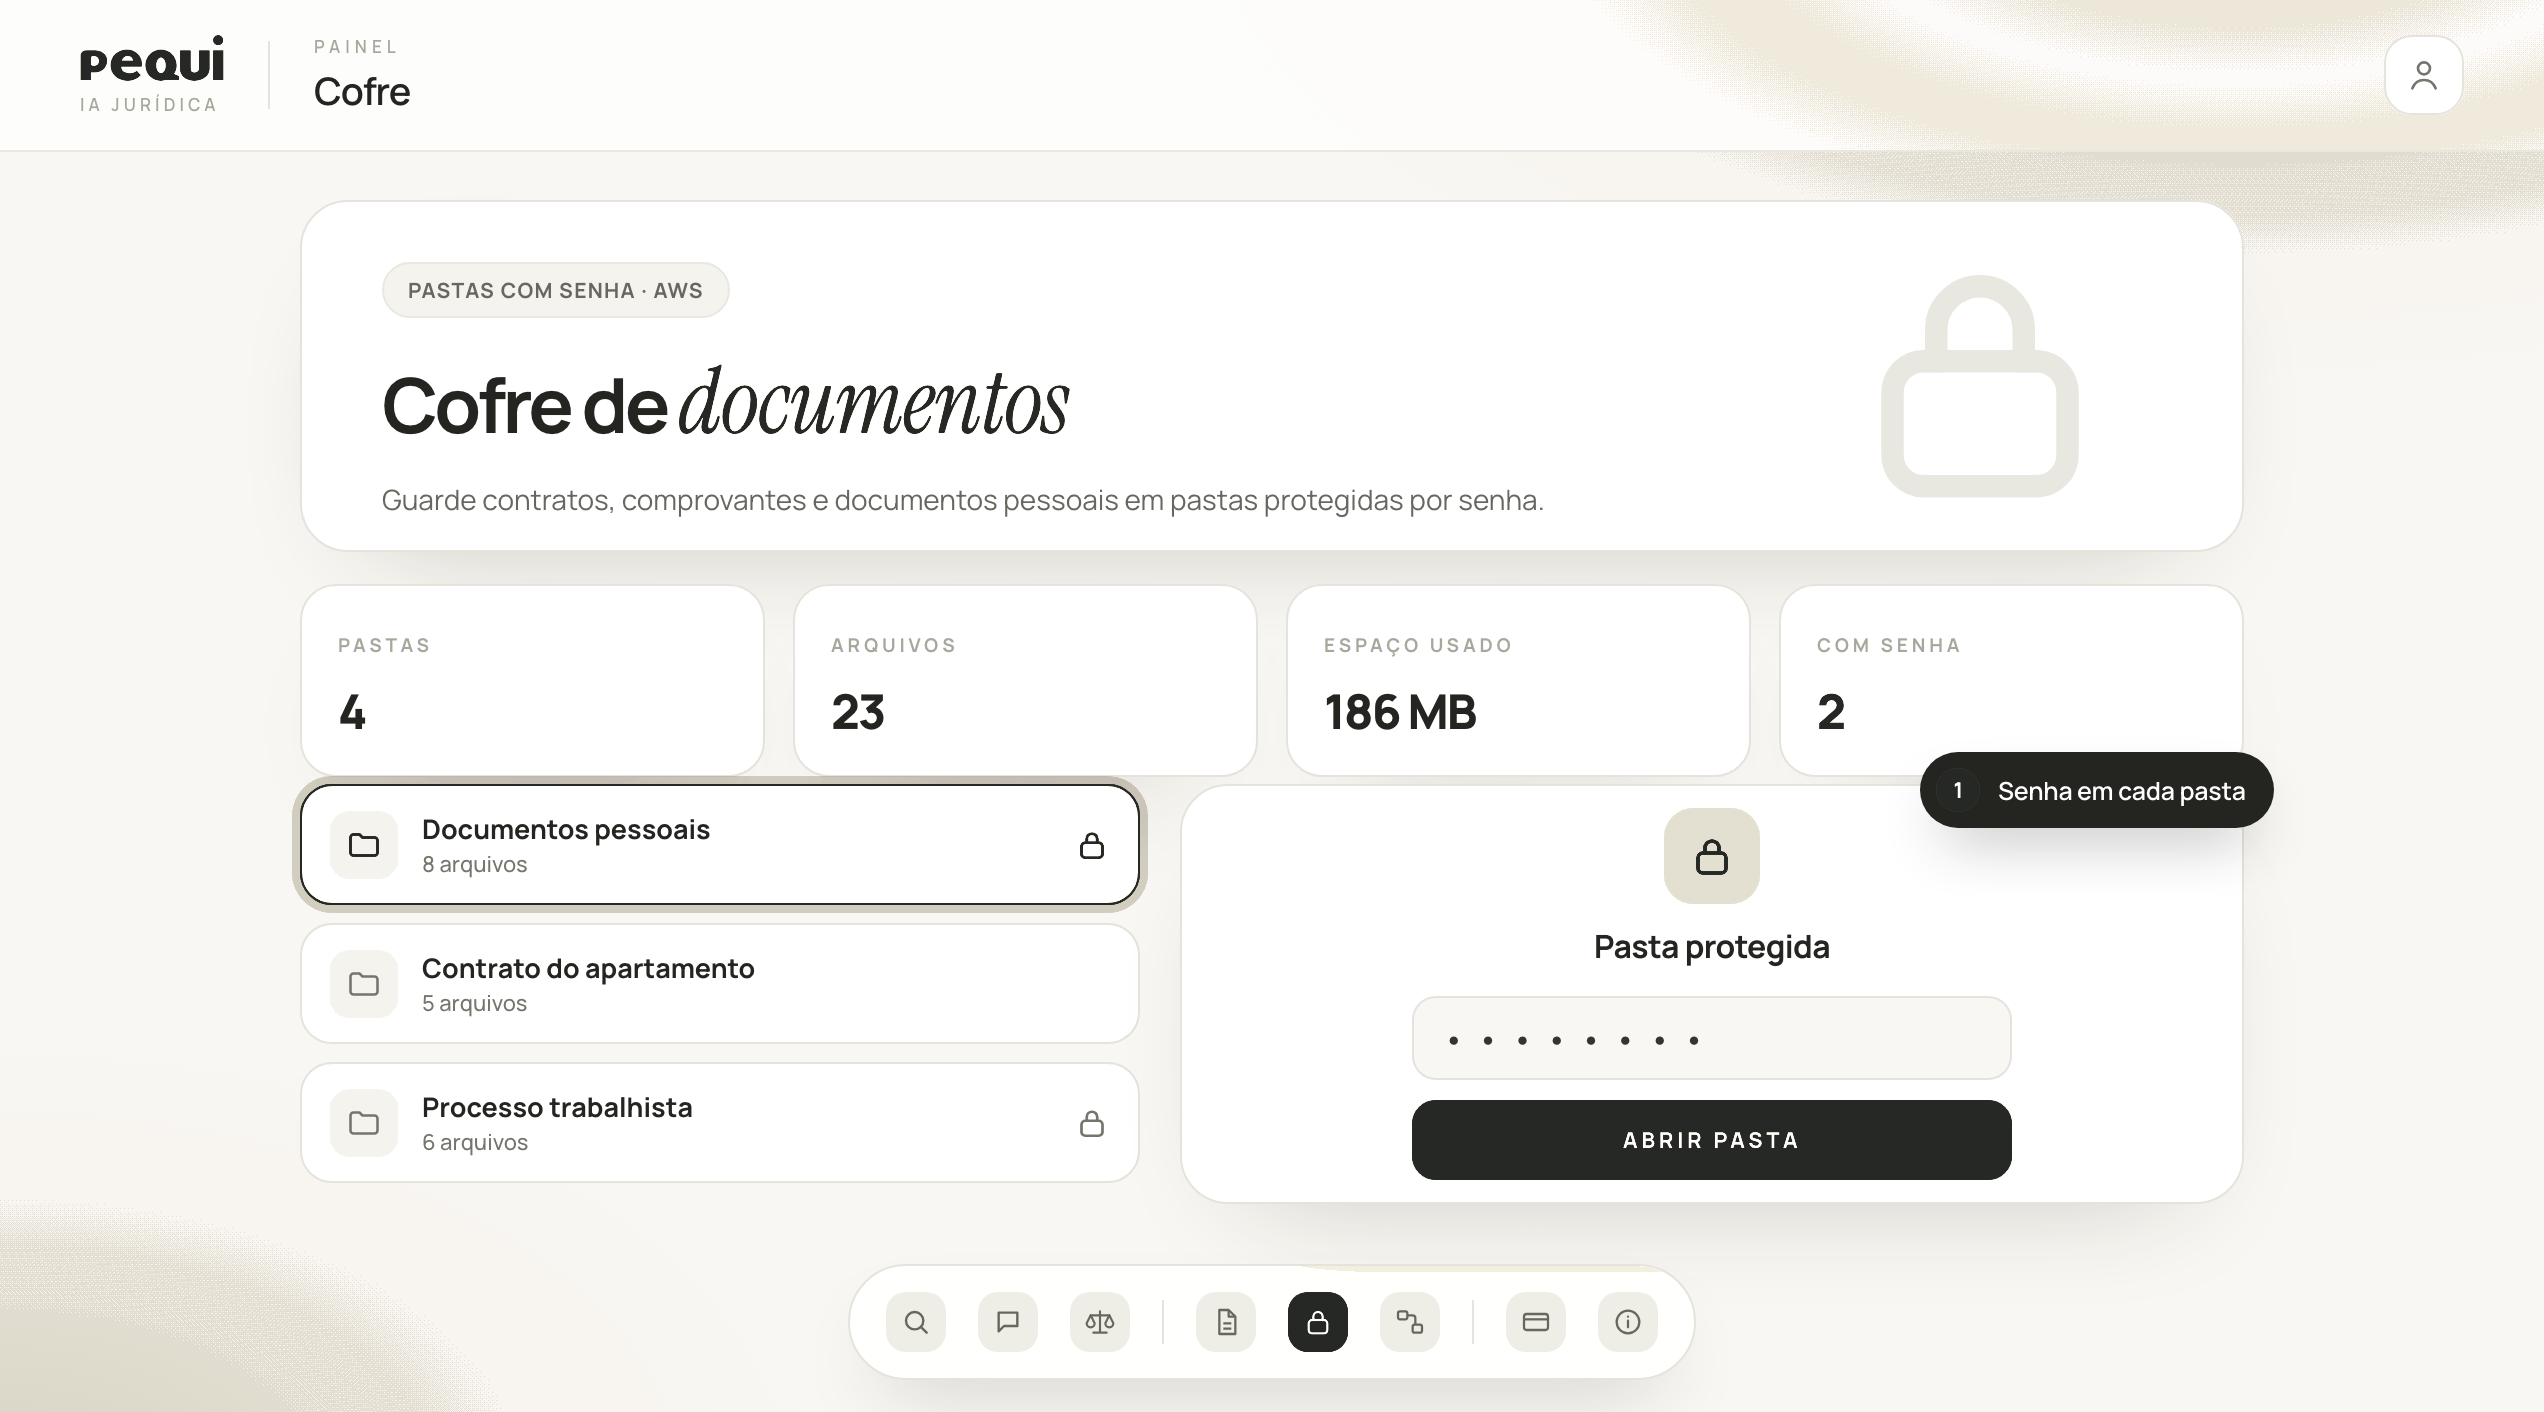 pequi
IA JURÍDICA
PAINEL
Cofre
PASTAS COM SENHA · AWS
Cofre de documentos
Guarde contratos, comprovantes e documentos pessoais em pastas protegidas por senha.
PASTAS
4
ARQUIVOS
23
ESPAÇO USADO
186 MB
COM SENHA
2
1 Senha em cada pasta
Documentos pessoais
8 arquivos
Contrato do apartamento
5 arquivos
Processo trabalhista
6 arquivos
Pasta protegida
• • • • • • • •
ABRIR PASTA